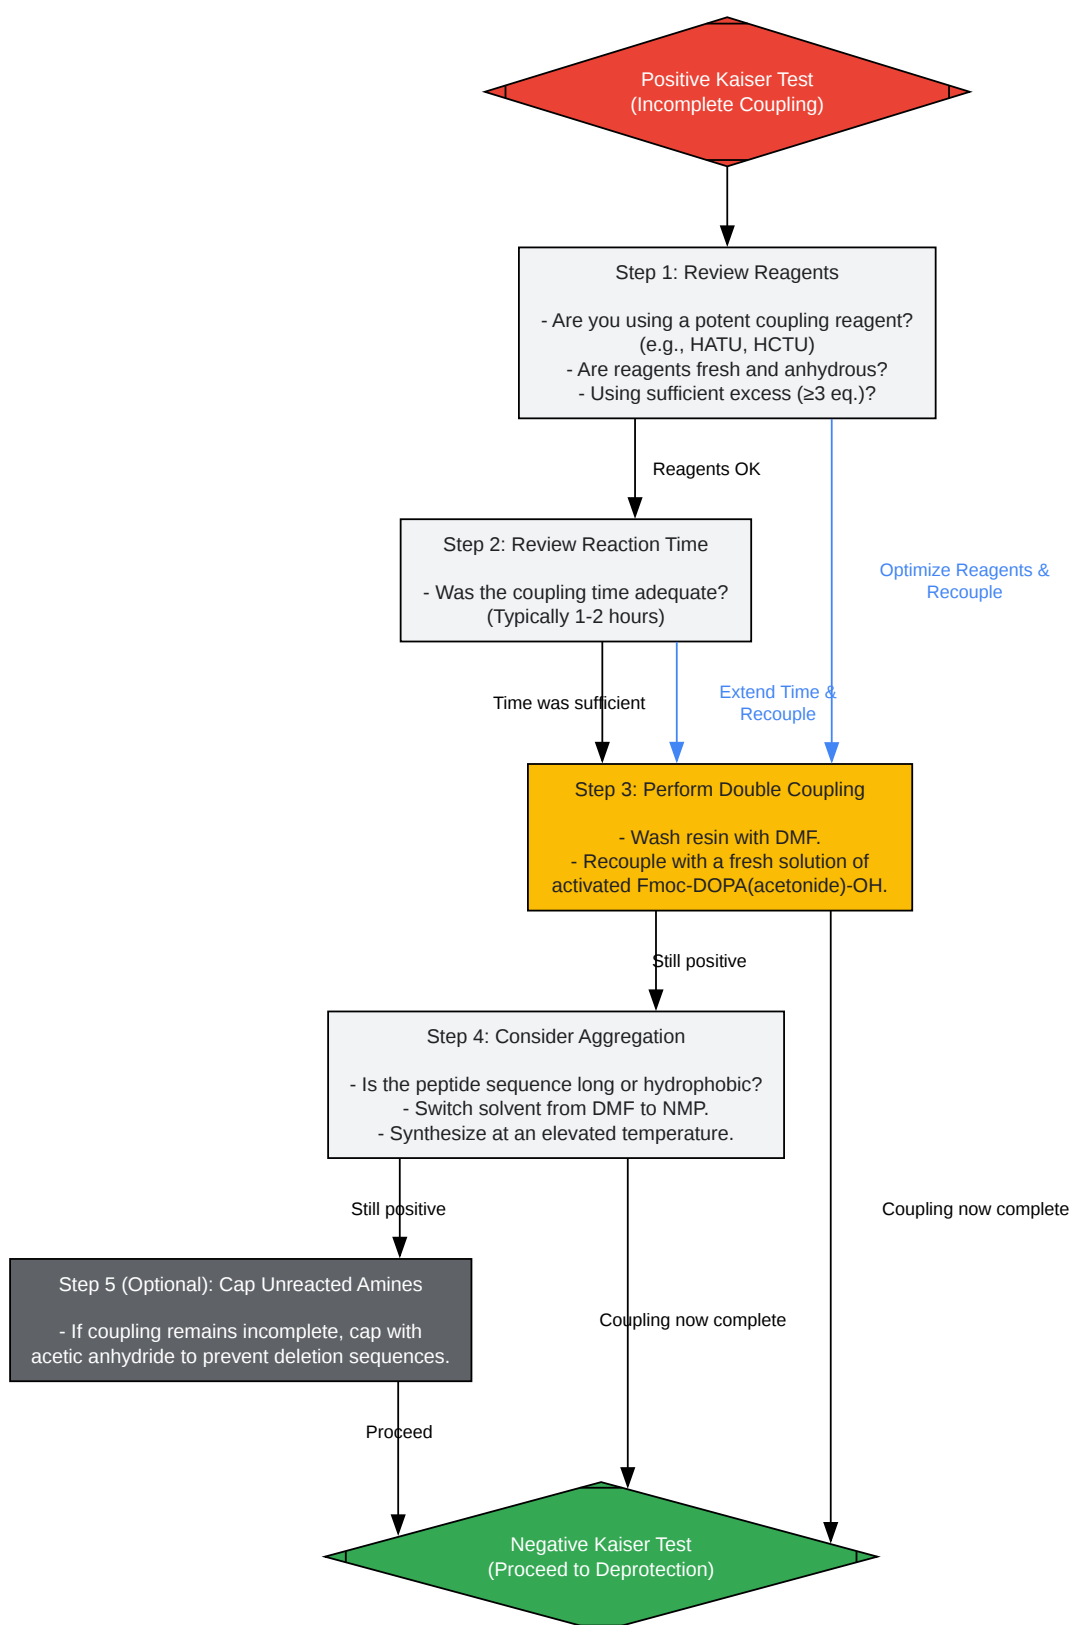 Positive Kaiser Test
(Incomplete Coupling)
Step 1: Review Reagents
- Are you using a potent coupling reagent?
(e.g., HATU, HCTU)
- Are reagents fresh and anhydrous?
- Using sufficient excess (≥3 eq.)?
Reagents OK
Step 2: Review Reaction Time
- Was the coupling time adequate?
(Typically 1-2 hours)
Optimize Reagents &
Recouple
Time was sufficient
Extend Time &
Recouple
Step 3: Perform Double Coupling
- Wash resin with DMF.
- Recouple with a fresh solution of
activated Fmoc-DOPA(acetonide)-OH.
Still positive
Step 4: Consider Aggregation
- Is the peptide sequence long or hydrophobic?
- Switch solvent from DMF to NMP.
- Synthesize at an elevated temperature.
Still positive
Coupling now complete
Step 5 (Optional): Cap Unreacted Amines
- If coupling remains incomplete, cap with
acetic anhydride to prevent deletion sequences.
Coupling now complete
Proceed
Negative Kaiser Test
(Proceed to Deprotection)